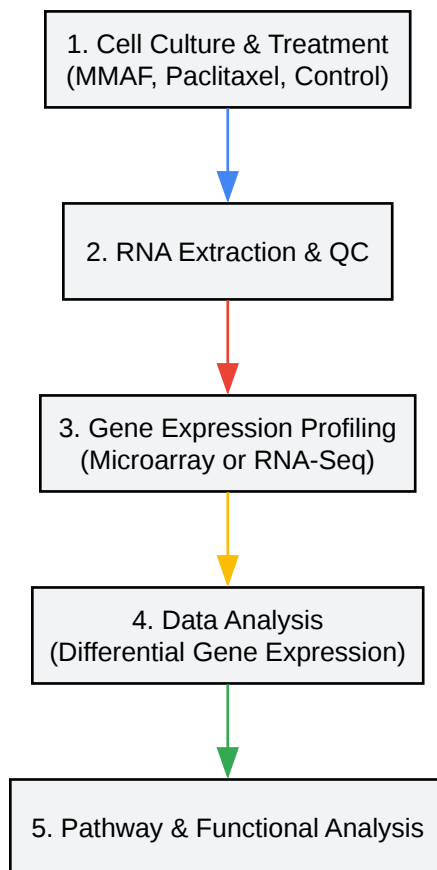 1. Cell Culture & Treatment
(MMAF, Paclitaxel, Control)
2. RNA Extraction & QC
3. Gene Expression Profiling
(Microarray or RNA-Seq)
4. Data Analysis
(Differential Gene Expression)
5. Pathway & Functional Analysis